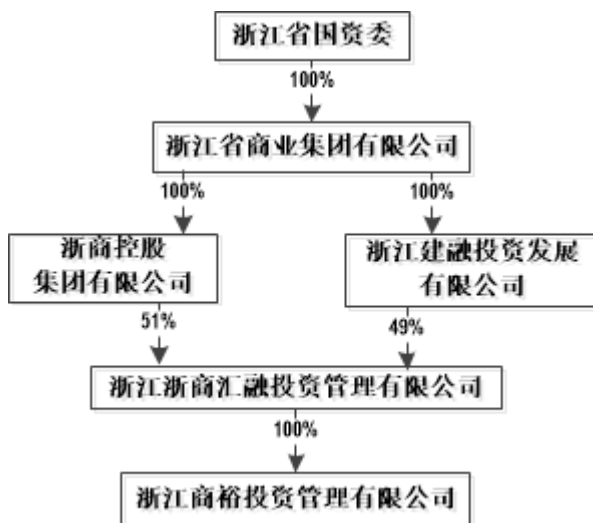 浙江省国资委
100%
浙江省商业集团有限公司
100%
100%
浙商控股
集团有限公司
浙江建融投资发展
有限公司
51%
49%
浙江浙商汇融投资管理有限公司
100%
浙江商裕投资管理有限公司